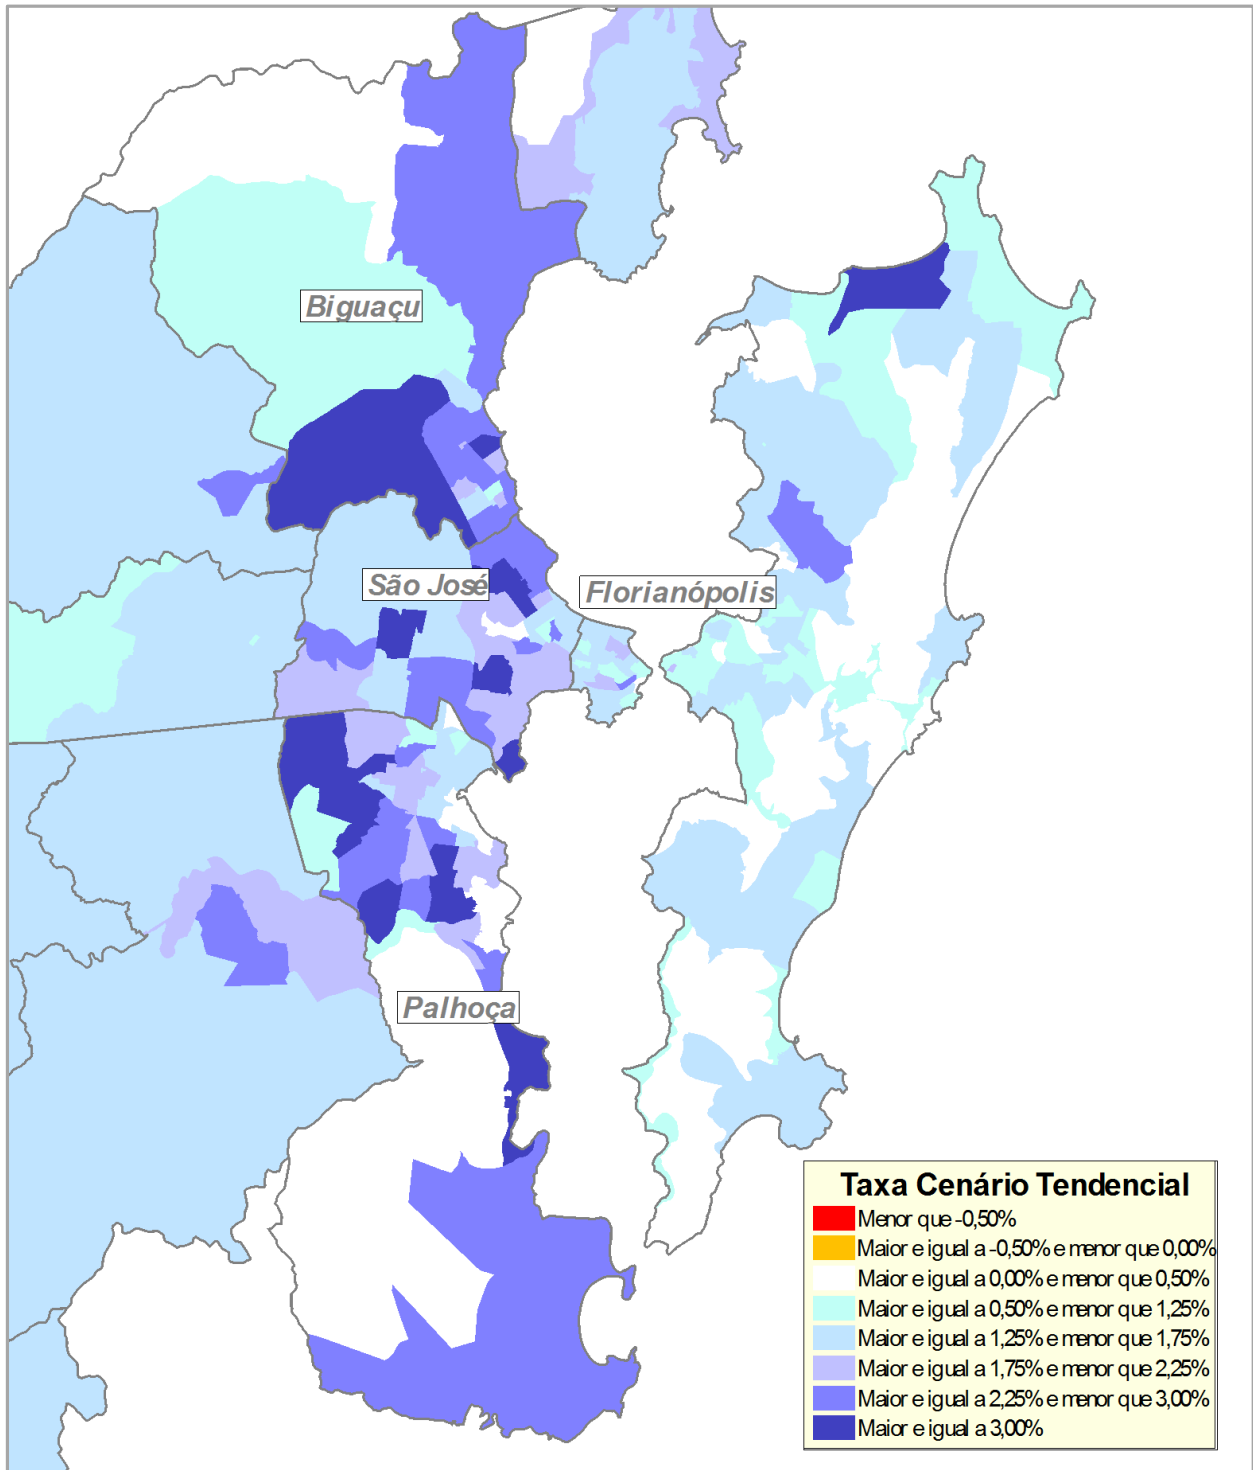 Biguaçu
São José
Florianópolis
Palhoça
Taxa Cenário Tendencial
Menor que -0,50%
Maior e igual a -0,50% e menor que 0,00%
Maior e igual a 0,00% e menor que 0,50%
Maior e igual a 0,50% e menor que 1,25%
Maior e igual a 1,25% e menor que 1,75%
Maior e igual a 1,75% e menor que 2,25%
Maior e igual a 2,25% e menor que 3,00%
Maior e igual a 3,00%